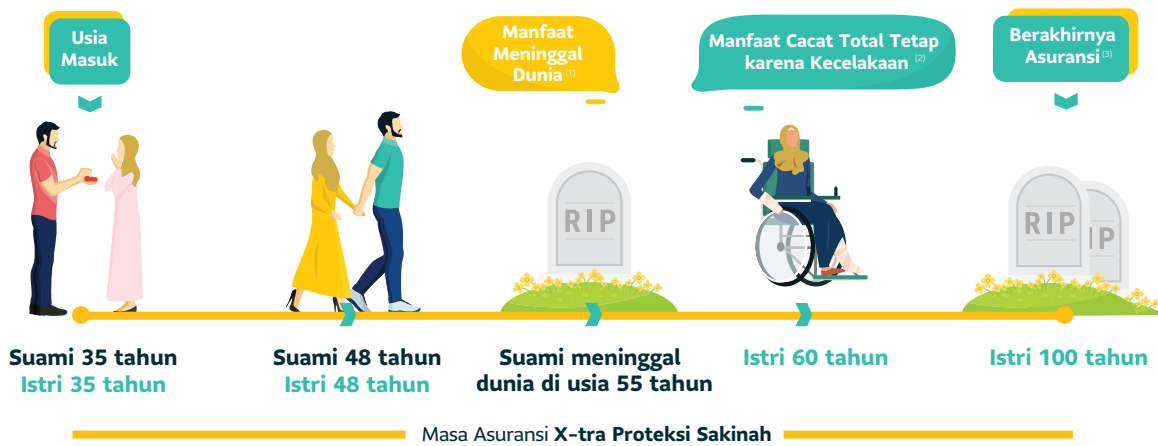 Usia
Masuk
Manfaat
Meninggal
Dunia (1)
Manfaat Cacat Total Tetap
karena Kecelakaan (2)
Berakhirnya
Asuransi (3)
RIP
RIP
IP
Suami 35 tahun
Istri 35 tahun
Suami 48 tahun
Istri 48 tahun
Suami meninggal
dunia di usia 55 tahun
Istri 60 tahun
Istri 100 tahun
Masa Asuransi X-tra Proteksi Sakinah